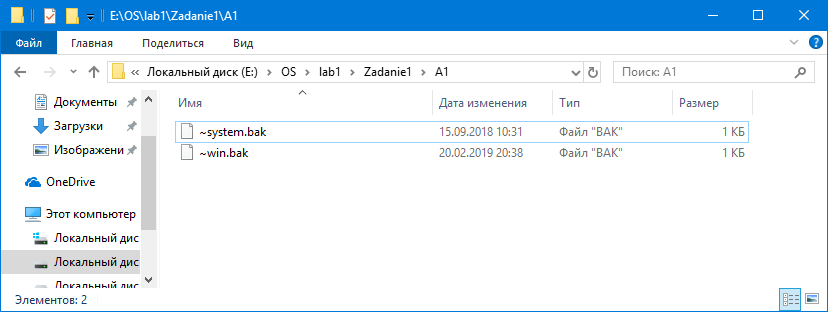 E:\OS\lab1\Zadanie1\A1
Файл Главная Поделиться Вид
Локальный диск (E:) OS lab1 Zadanie1 A1
Поиск: A1
Имя Дата изменения Тип Размер
Документы
Загрузки
Изображени
OneDrive
Этот компьютер
Локальный дис
Локальный дис
Локальный дис
~system.bak 15.09.2018 10:31 Файл "BAK" 1 КБ
~win.bak 20.02.2019 20:38 Файл "BAK" 1 КБ
Элементов: 2